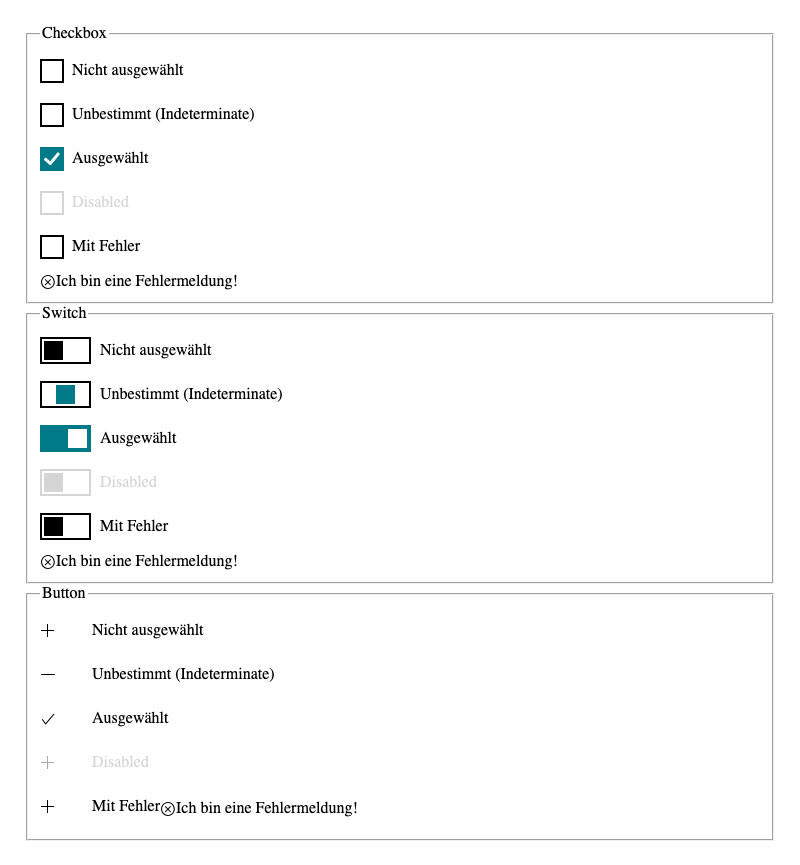 Checkbox
Nicht ausgewählt
Unbestimmt (Indeterminate)
Ausgewählt
Disabled
Mit Fehler
Ich bin eine Fehlermeldung!
Switch
Nicht ausgewählt
Unbestimmt (Indeterminate)
Ausgewählt
Disabled
Mit Fehler
Ich bin eine Fehlermeldung!
Button
Nicht ausgewählt
Unbestimmt (Indeterminate)
Ausgewählt
Disabled
Mit Fehler Ich bin eine Fehlermeldung!